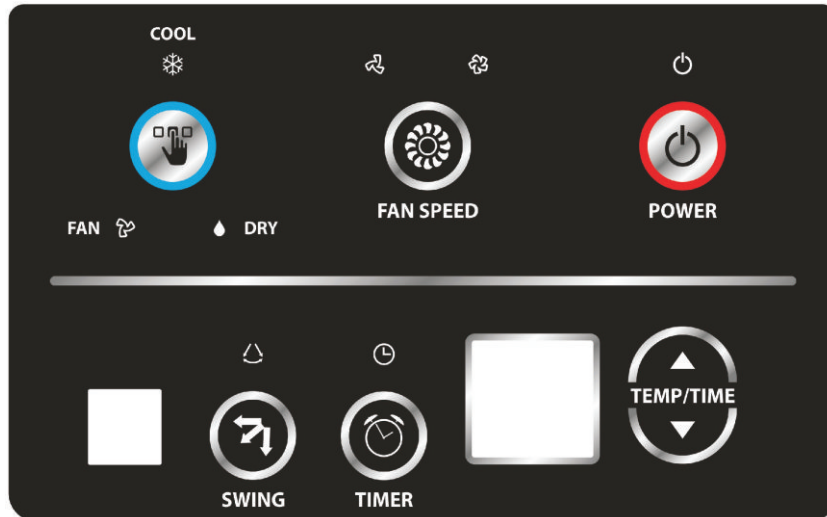 COOL
FAN SPEED
POWER
FAN
DRY
TEMP/TIME
SWING
TIMER